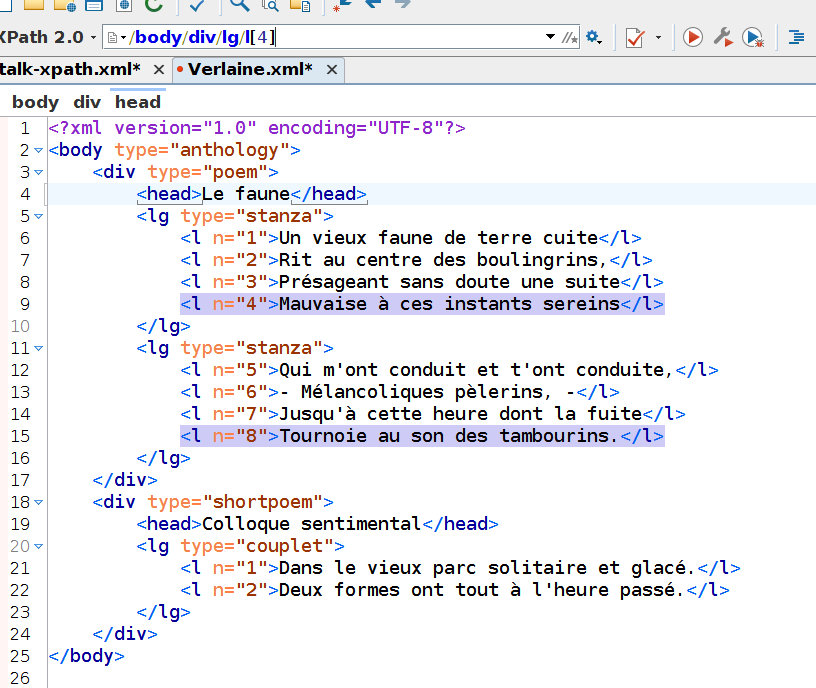 XPath 2.0 /body/div/lg/l[4]
talk-xpath.xml* Verlaine.xml*
body div head
1 <?xml version="1.0" encoding="UTF-8"?>
2 <body type="anthology">
3 <div type="poem">
4 <head>Le faune</head>
5 <lg type="stanza">
6 <l n="1">Un vieux faune de terre cuite</l>
7 <l n="2">Rit au centre des boulingrins,</l>
8 <l n="3">Présageant sans doute une suite</l>
9 <l n="4">Mauvaise à ces instants sereins</l>
10 </lg>
11 <lg type="stanza">
12 <l n="5">Qui m'ont conduit et t'ont conduite,</l>
13 <l n="6">- Mélancoliques pèlerins, -</l>
14 <l n="7">Jusqu'à cette heure dont la fuite</l>
15 <l n="8">Tournoie au son des tambourins.</l>
16 </lg>
17 </div>
18 <div type="shortpoem">
19 <head>Colloque sentimental</head>
20 <lg type="couplet">
21 <l n="1">Dans le vieux parc solitaire et glacé.</l>
22 <l n="2">Deux formes ont tout à l'heure passé.</l>
23 </lg>
24 </div>
25 </body>
26